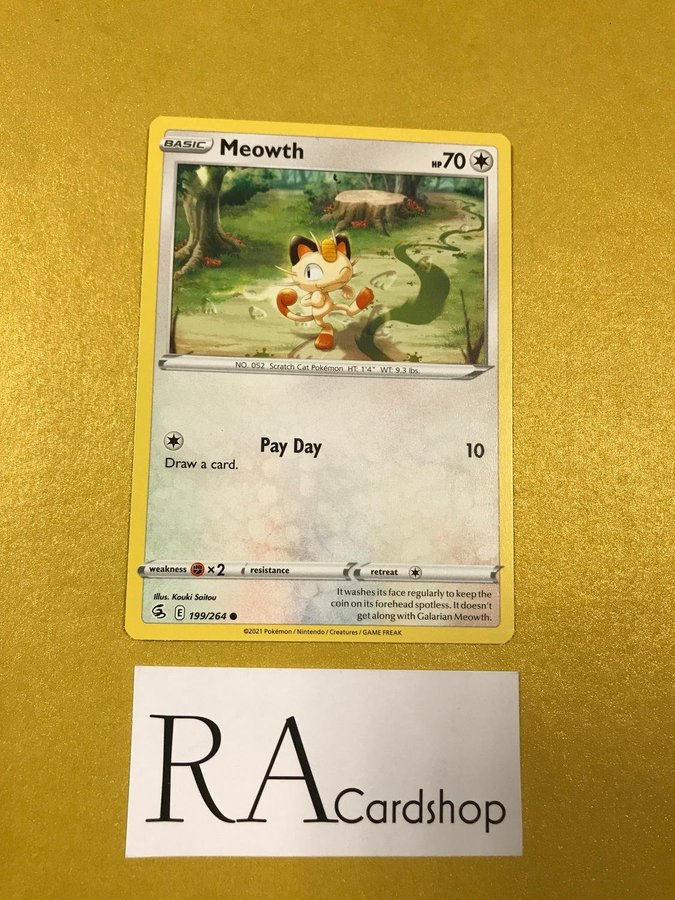 BASIC Meowth HP 70
NO. 052 Scratch Cat Pokémon HT: 1'4" WT: 9.3 lbs.
Pay Day 10
Draw a card.
weakness ×2 resistance retreat
Illus. Kouki Saitou
It washes its face regularly to keep the
coin on its forehead spotless. It doesn't
get along with Galarian Meowth.
E 199/264
©2021 Pokémon / Nintendo / Creatures / GAME FREAK
RA Cardshop